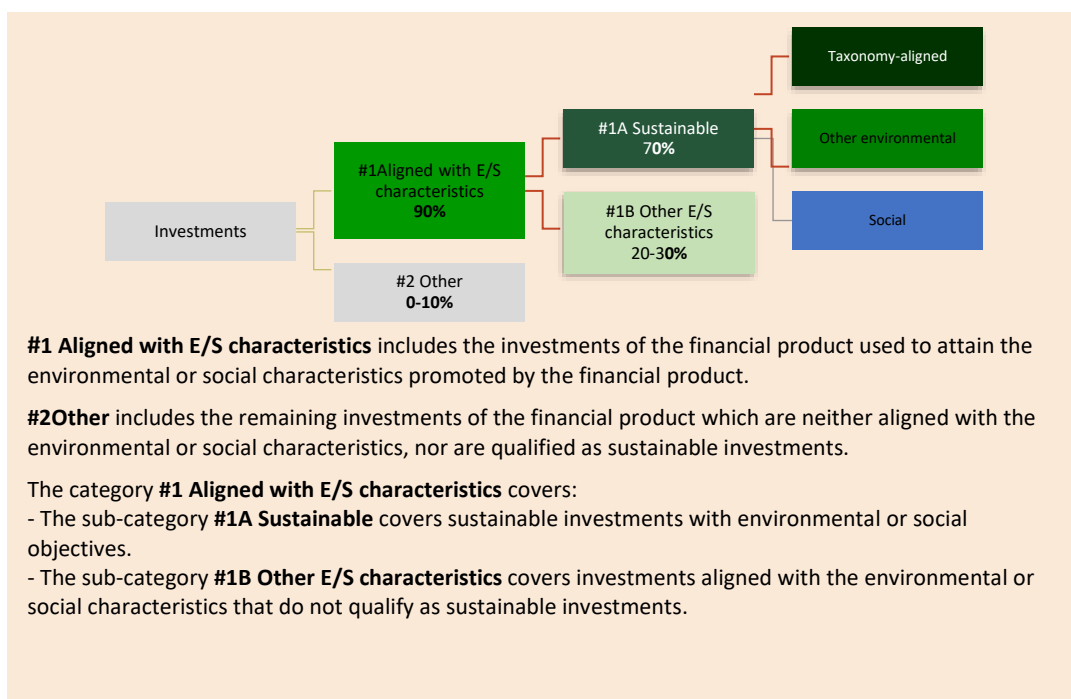 Taxonomy-aligned
#1A Sustainable
70%
Other environmental
#1Aligned with E/S
characteristics
90%
#1B Other E/S
characteristics
20-30%
Social
Investments
#2 Other
0-10%
#1 Aligned with E/S characteristics includes the investments of the financial product used to attain the
environmental or social characteristics promoted by the financial product.
#2Other includes the remaining investments of the financial product which are neither aligned with the
environmental or social characteristics, nor are qualified as sustainable investments.
The category #1 Aligned with E/S characteristics covers:
- The sub-category #1A Sustainable covers sustainable investments with environmental or social
objectives.
- The sub-category #1B Other E/S characteristics covers investments aligned with the environmental or
social characteristics that do not qualify as sustainable investments.